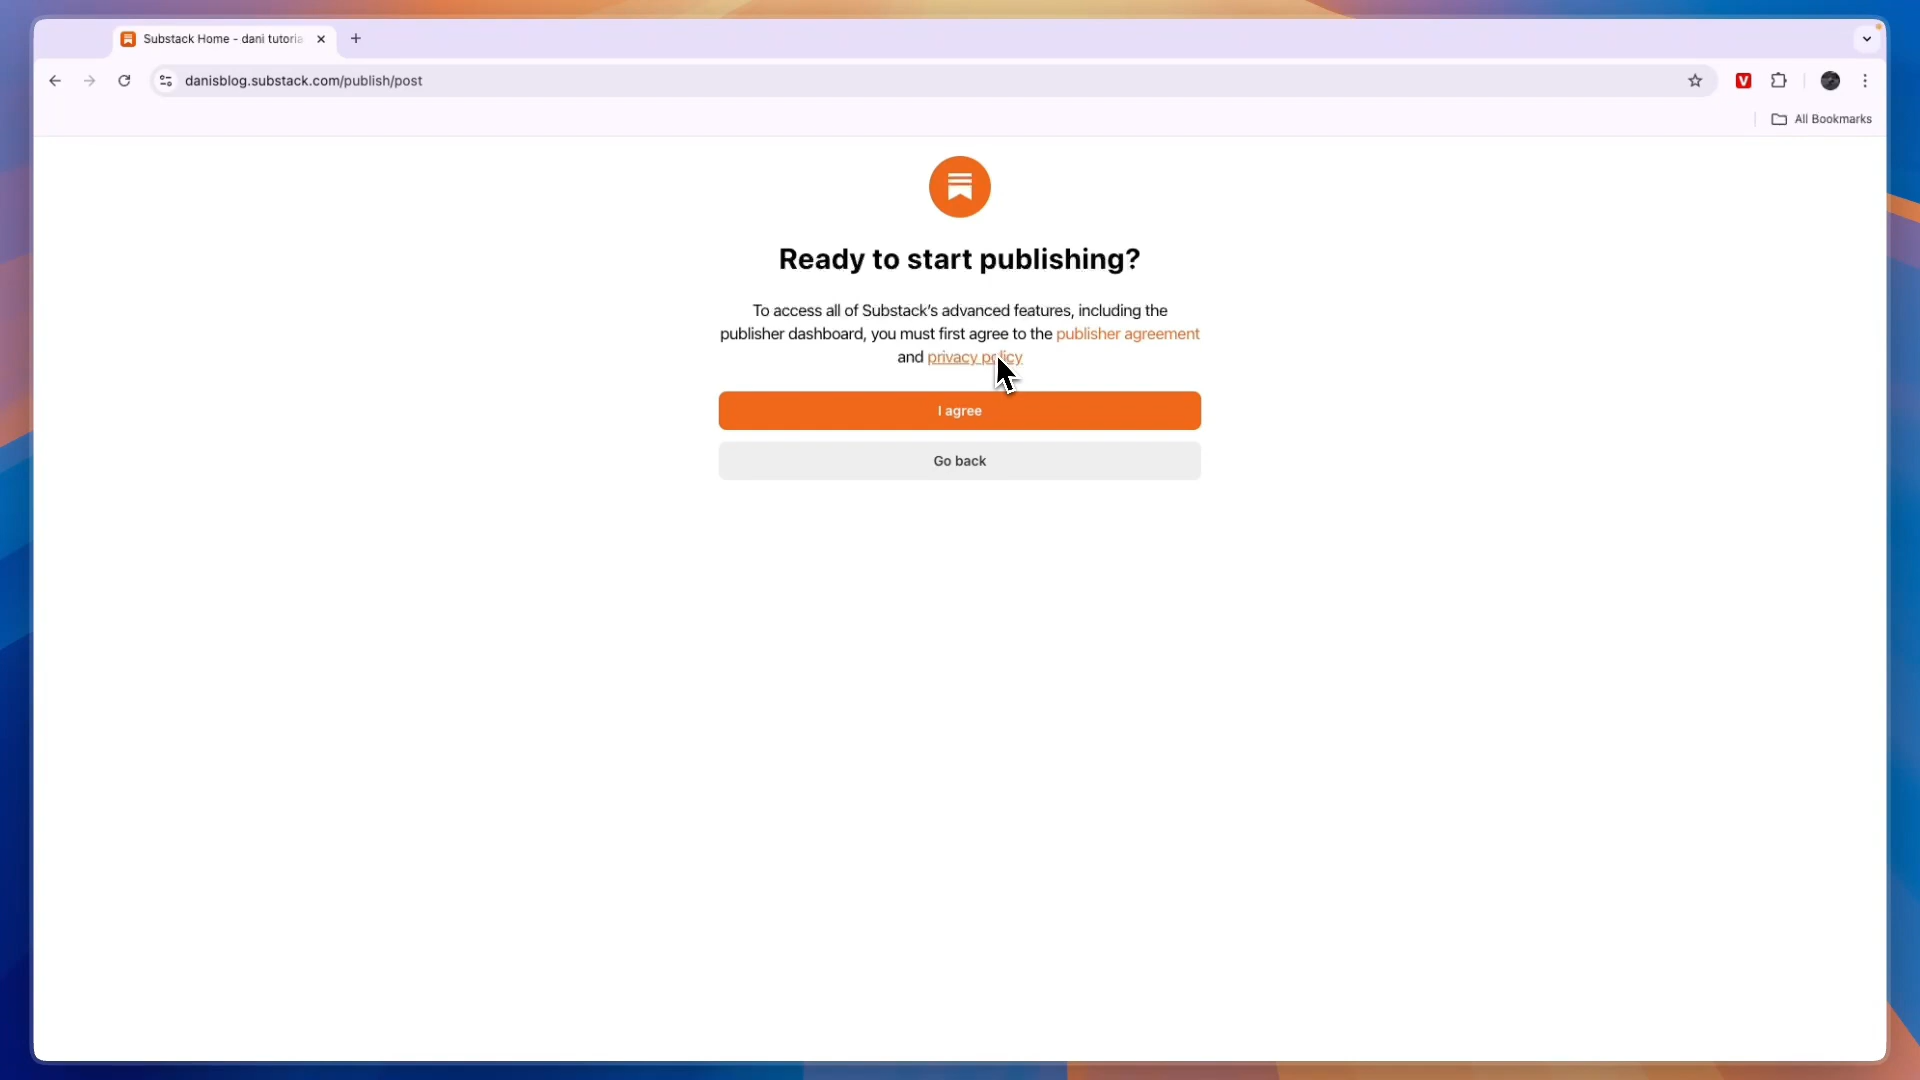 Substack Home - dani tutoria
danisblog.substack.com/publish/post
V
All Bookmarks
Ready to start publishing?
To access all of Substack's advanced features, including the
publisher dashboard, you must first agree to the publisher agreement
and privacy policy
I agree
Go back